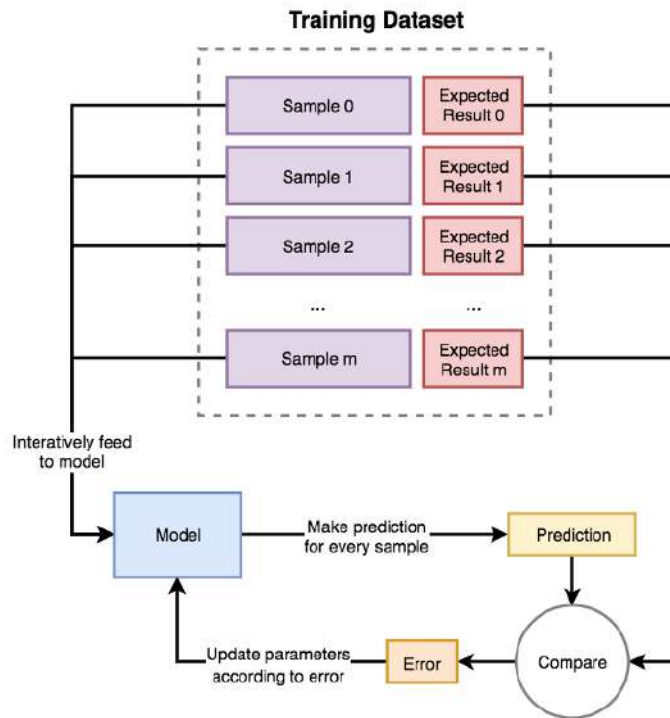 Training Dataset
Sample 0
Expected
Result 0
Sample 1
Expected
Result 1
Sample 2
Expected
Result 2
...
...
Sample m
Expected
Result m
Interatively feed
to model
Model
Make prediction
for every sample
Prediction
Update parameters
according to error
Error
Compare